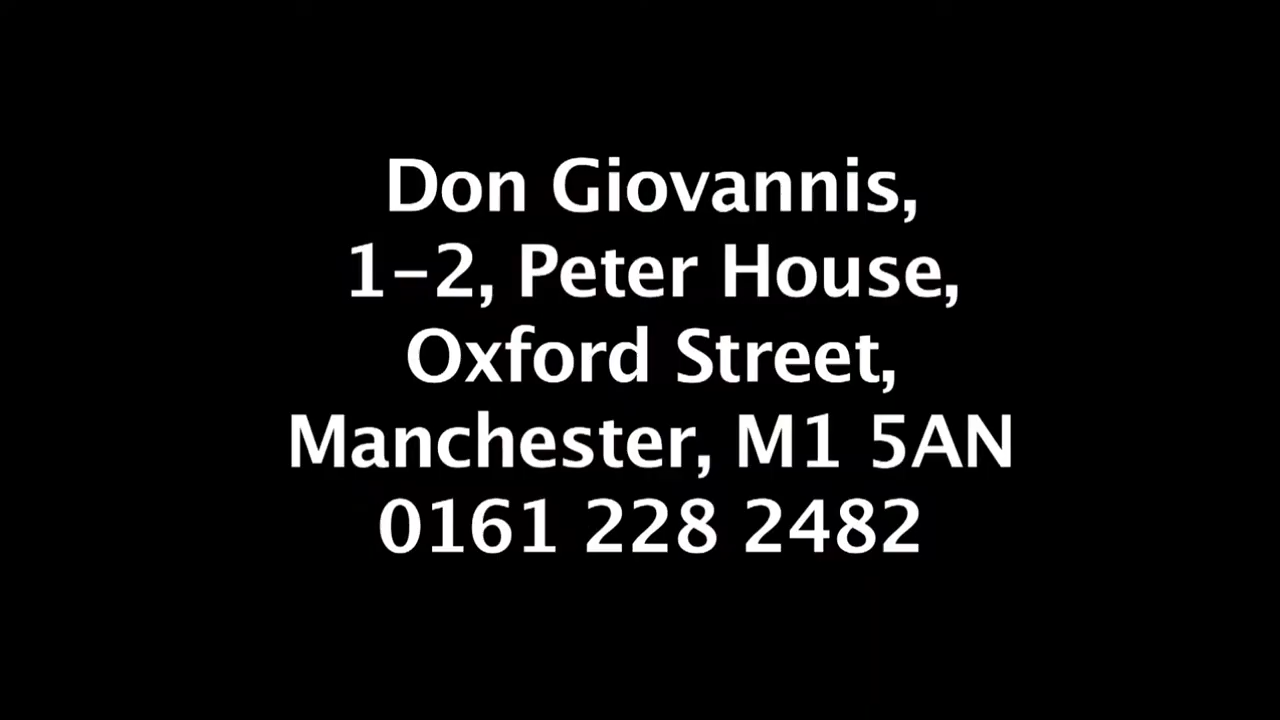 Don Giovannis,
1-2, Peter House,
Oxford Street,
Manchester, M1 5AN
0161 228 2482